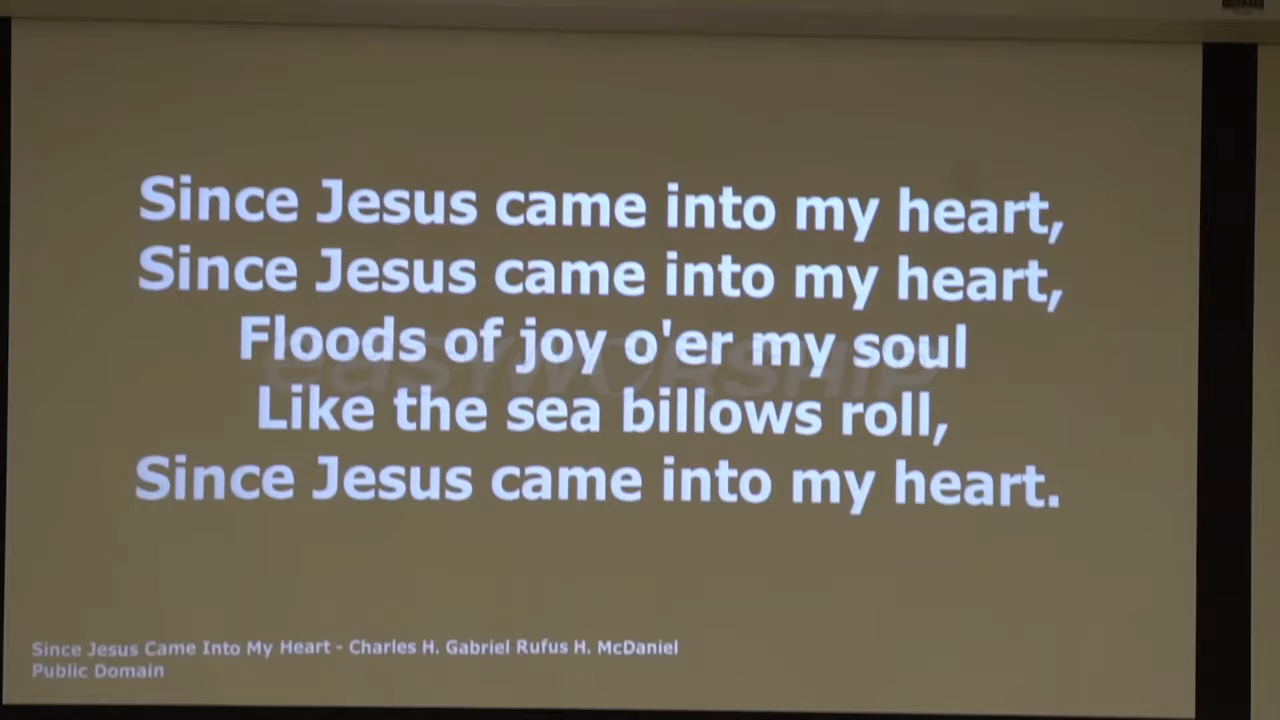 Since Jesus came into my heart,
Since Jesus came into my heart,
Floods of joy o'er my soul
easyworship
Like the sea billows roll,
Since Jesus came into my heart.
Since Jesus Came Into My Heart - Charles H. Gabriel Rufus H. McDaniel
Public Domain